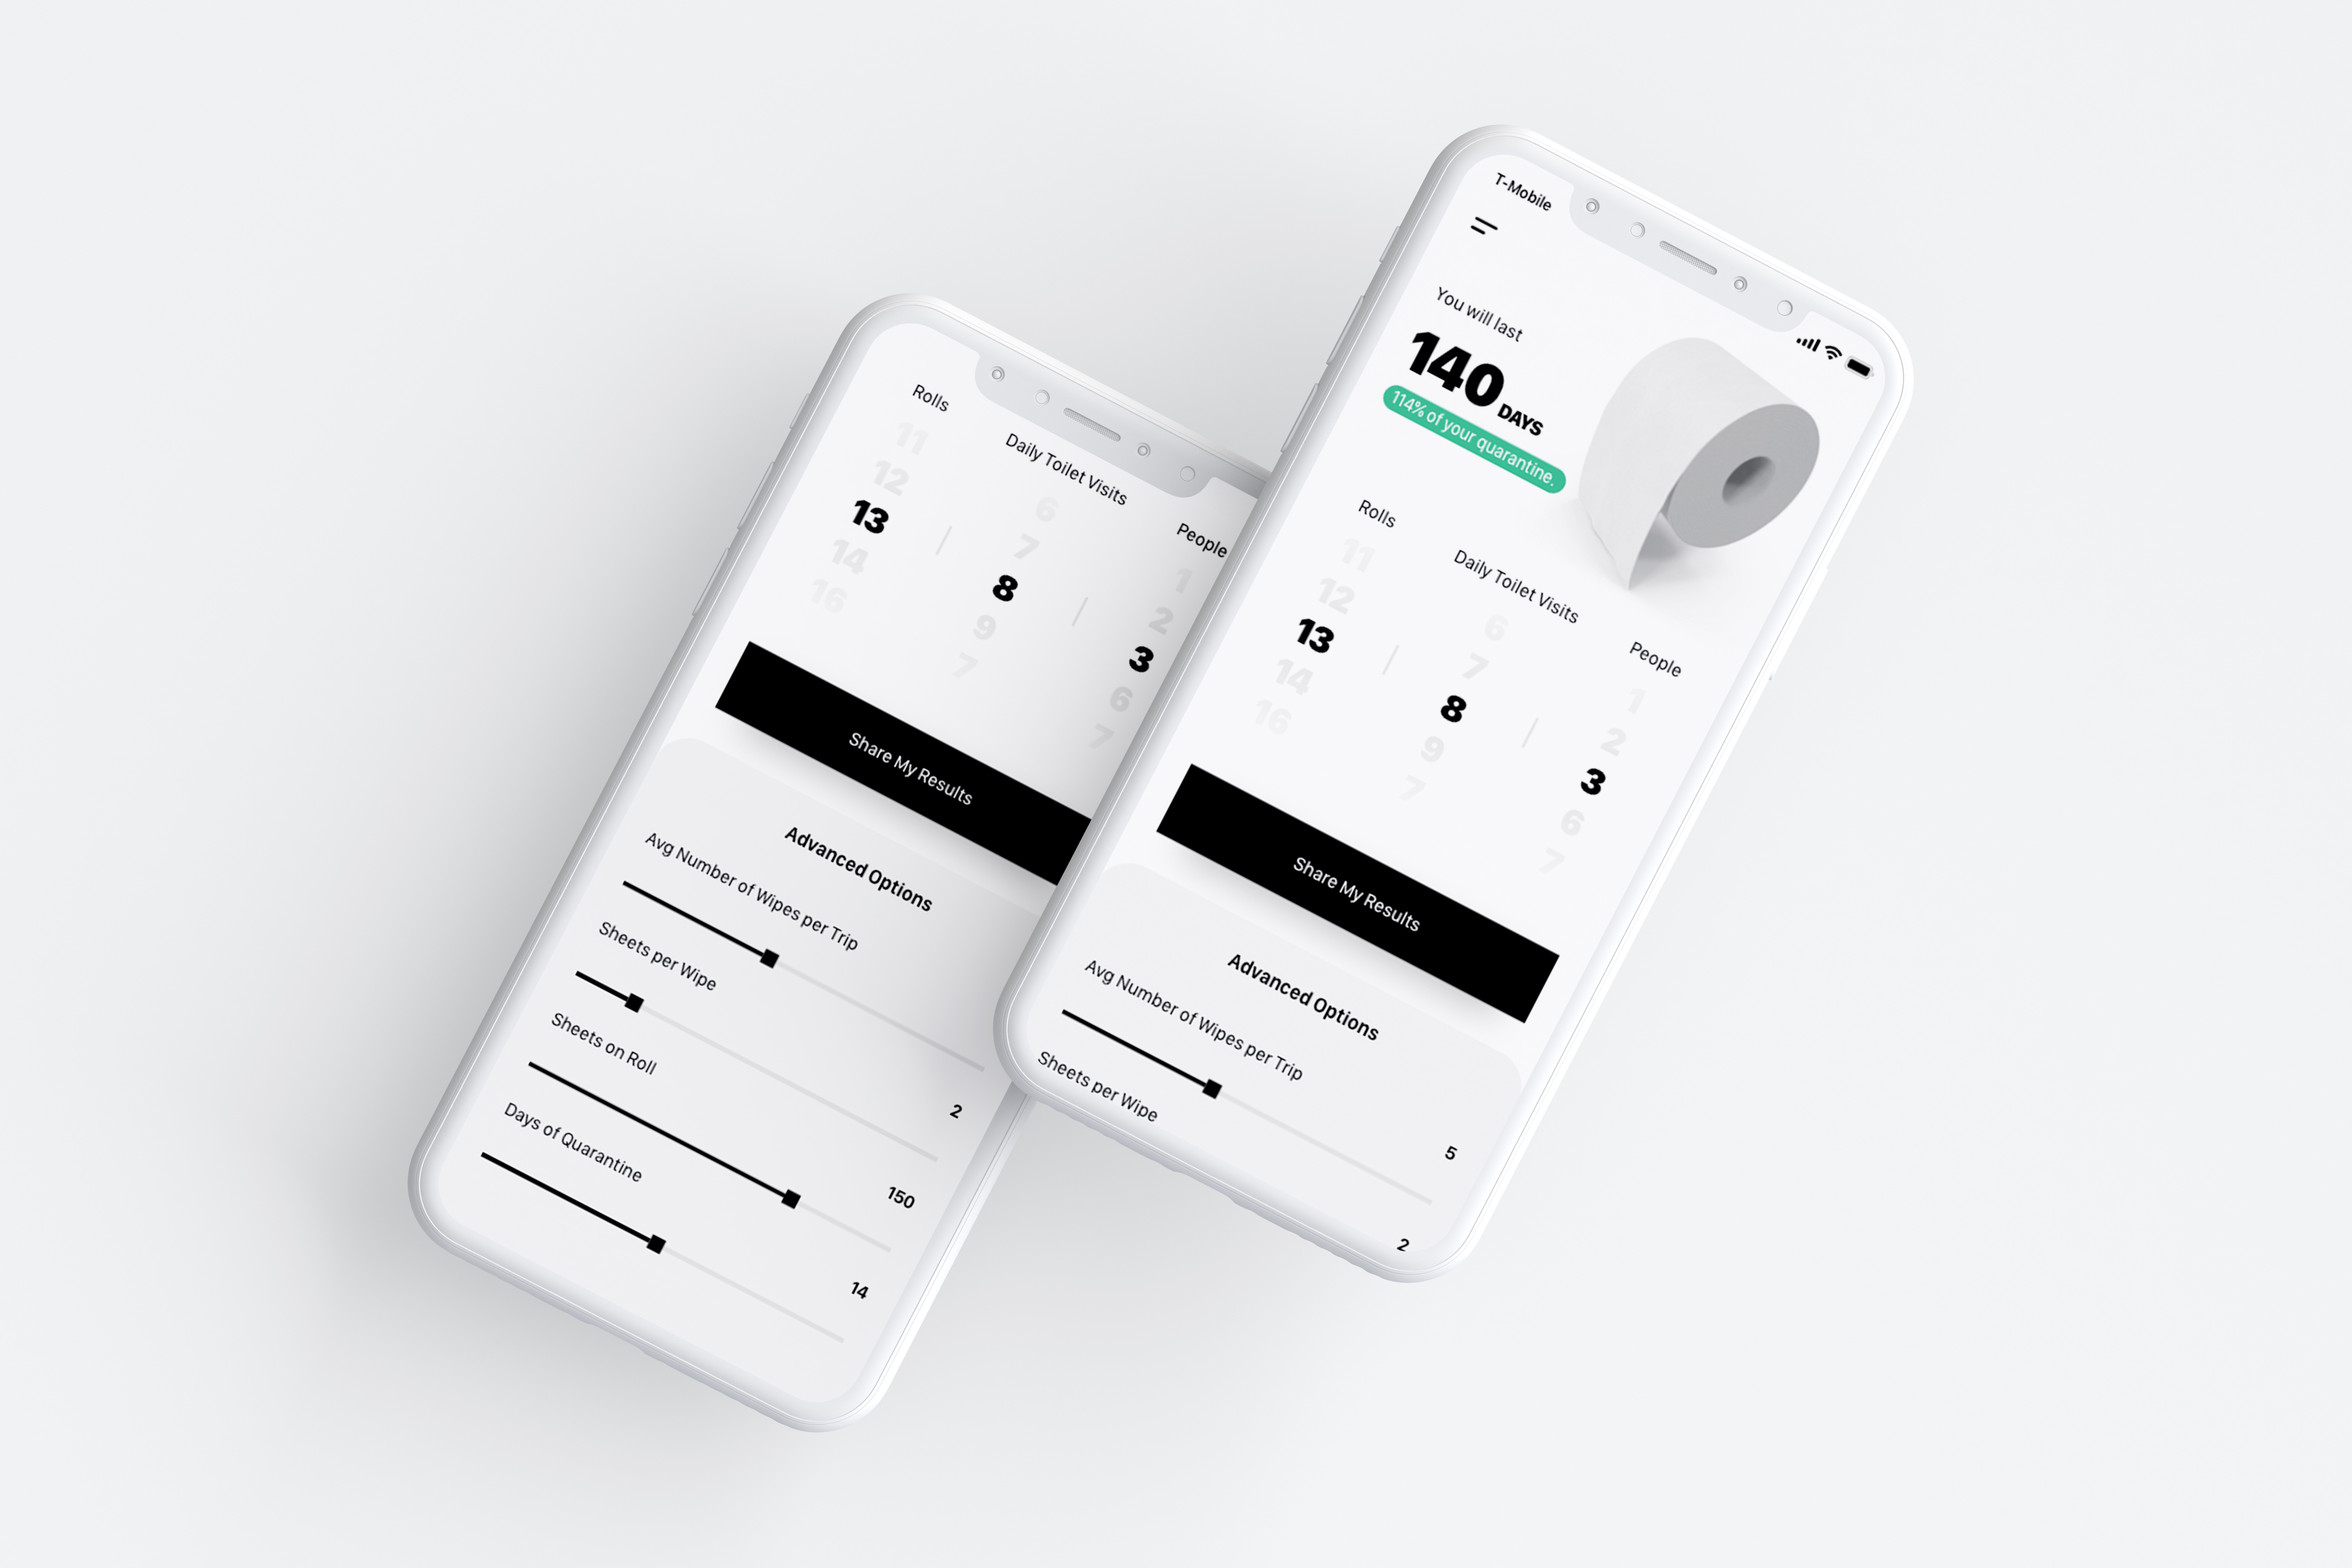 Rolls
Daily Toilet Visits
People
11
12
13
14
16
6
7
8
9
7
1
2
3
6
7
Share My Results
Advanced Options
Avg Number of Wipes per Trip
Sheets per Wipe
2
Sheets on Roll
150
Days of Quarantine
14
T-Mobile
You will last
140 DAYS
114% of your quarantine.
Rolls
Daily Toilet Visits
People
11
12
13
14
16
6
7
8
9
7
1
2
3
6
7
Share My Results
Advanced Options
Avg Number of Wipes per Trip
5
Sheets per Wipe
2